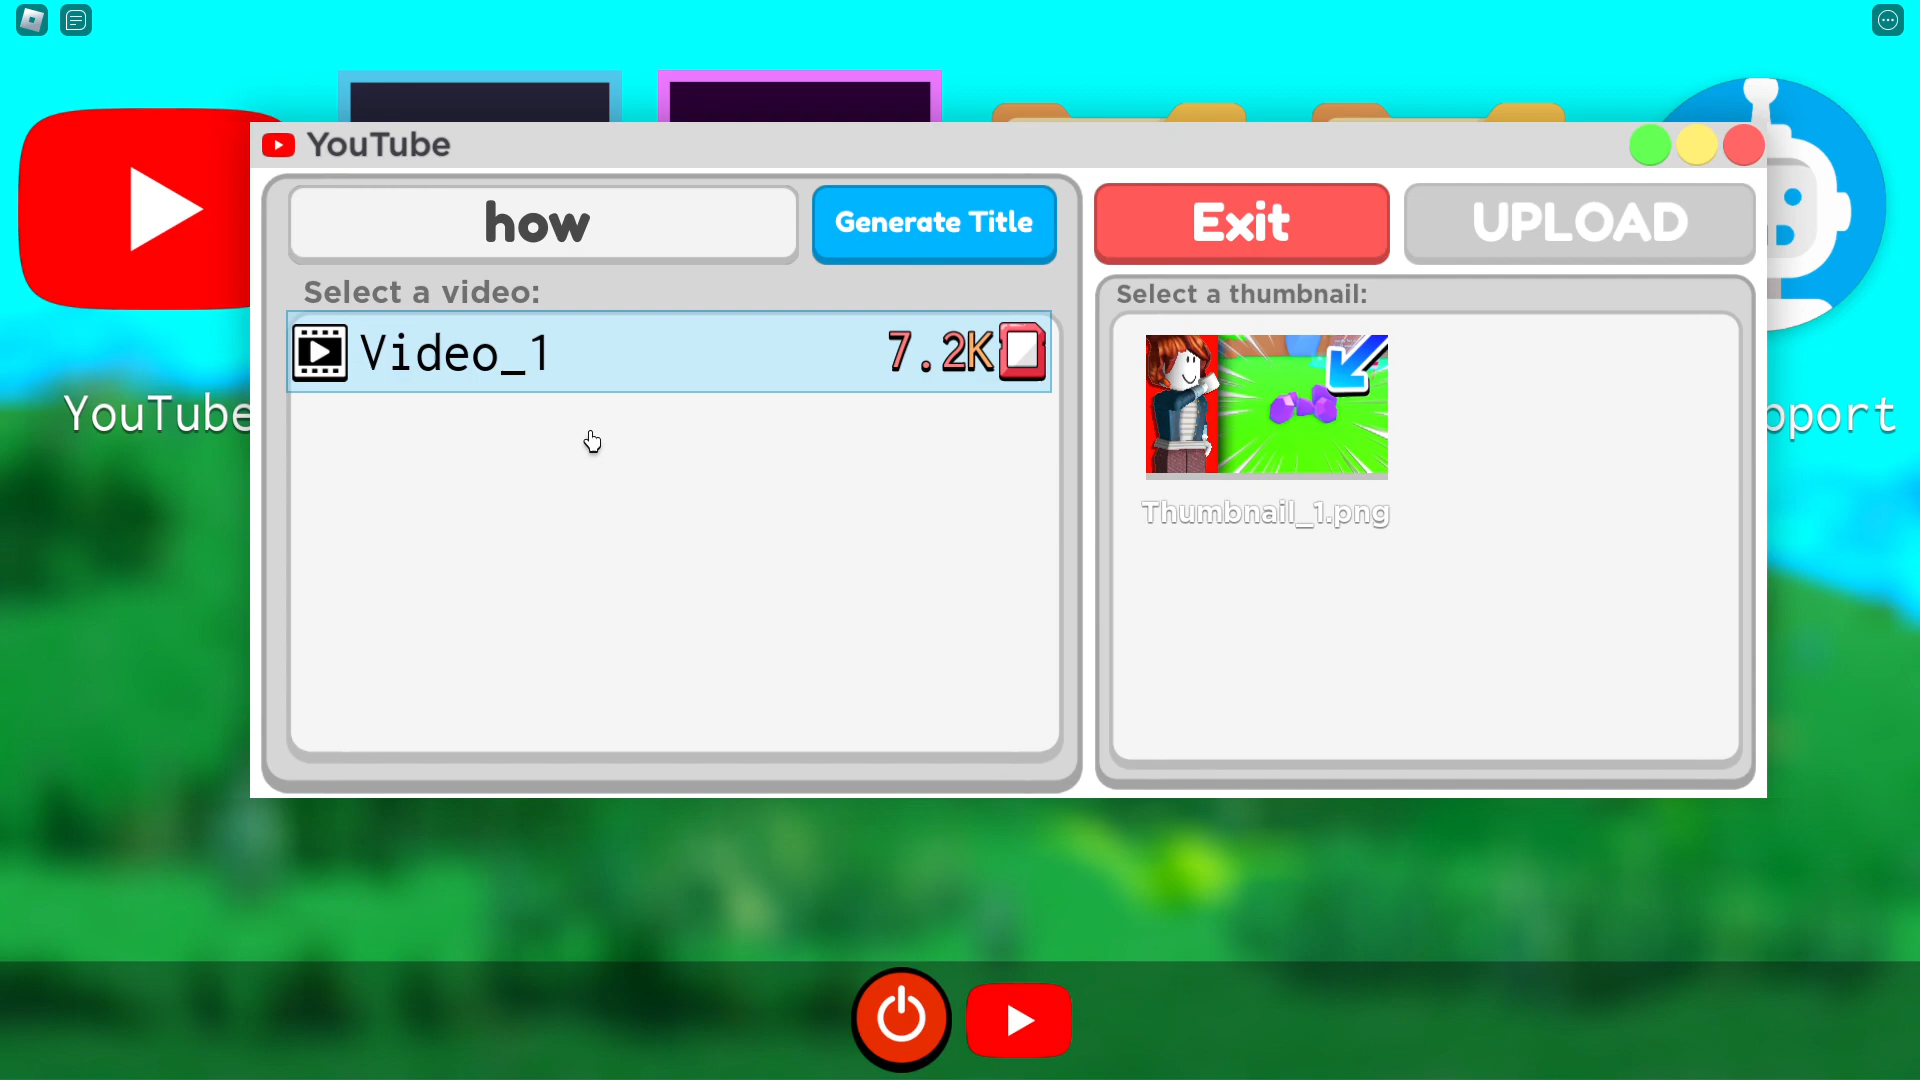 YouTube
how
Generate Title
Exit
UPLOAD
Select a video:
Select a thumbnail:
Video_1
7.2K
Thumbnail_1.png
YouTube
pport